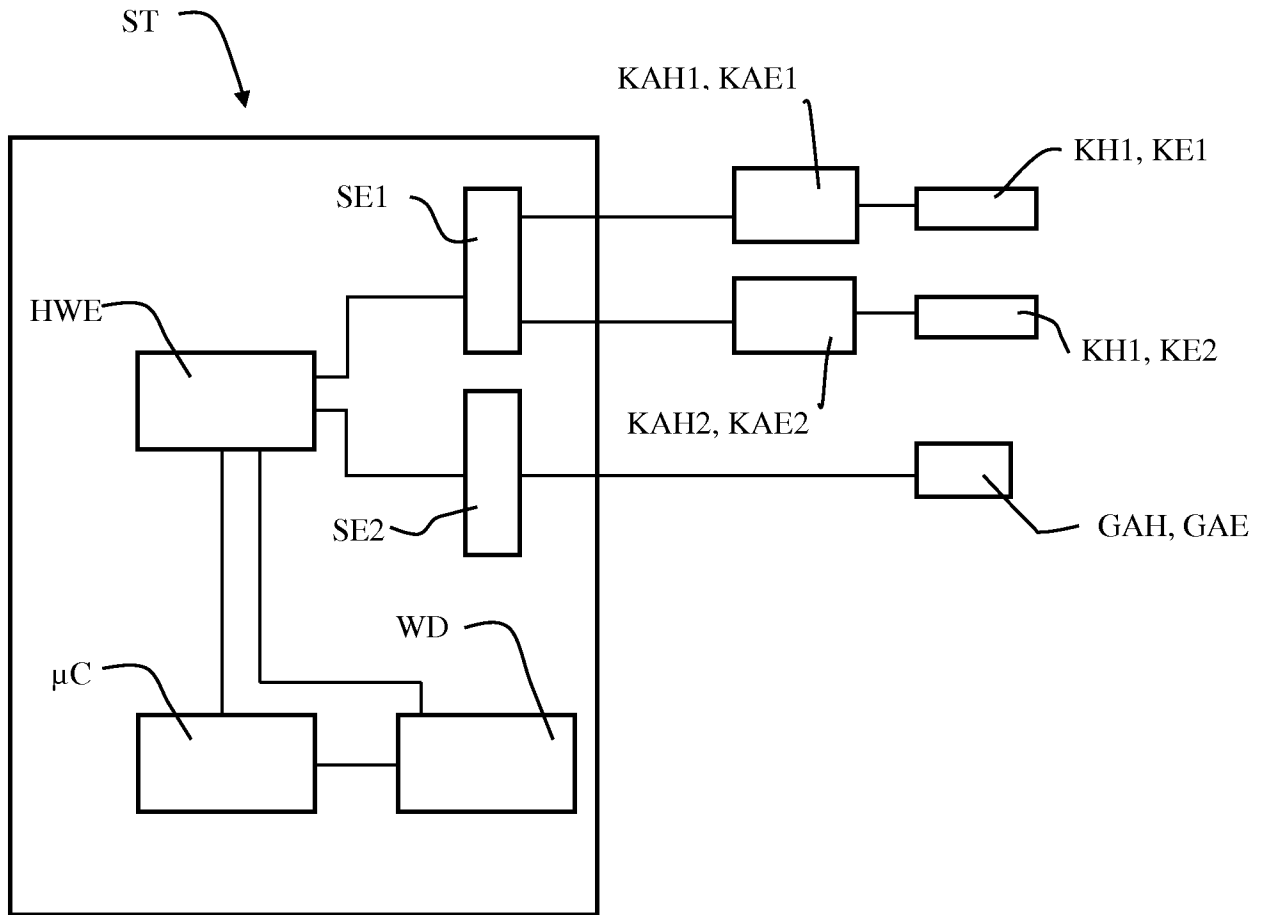 ST
KAH1, KAE1
KH1, KE1
SE1
HWE
KH1, KE2
KAH2, KAE2
SE2
GAH, GAE
WD
µC